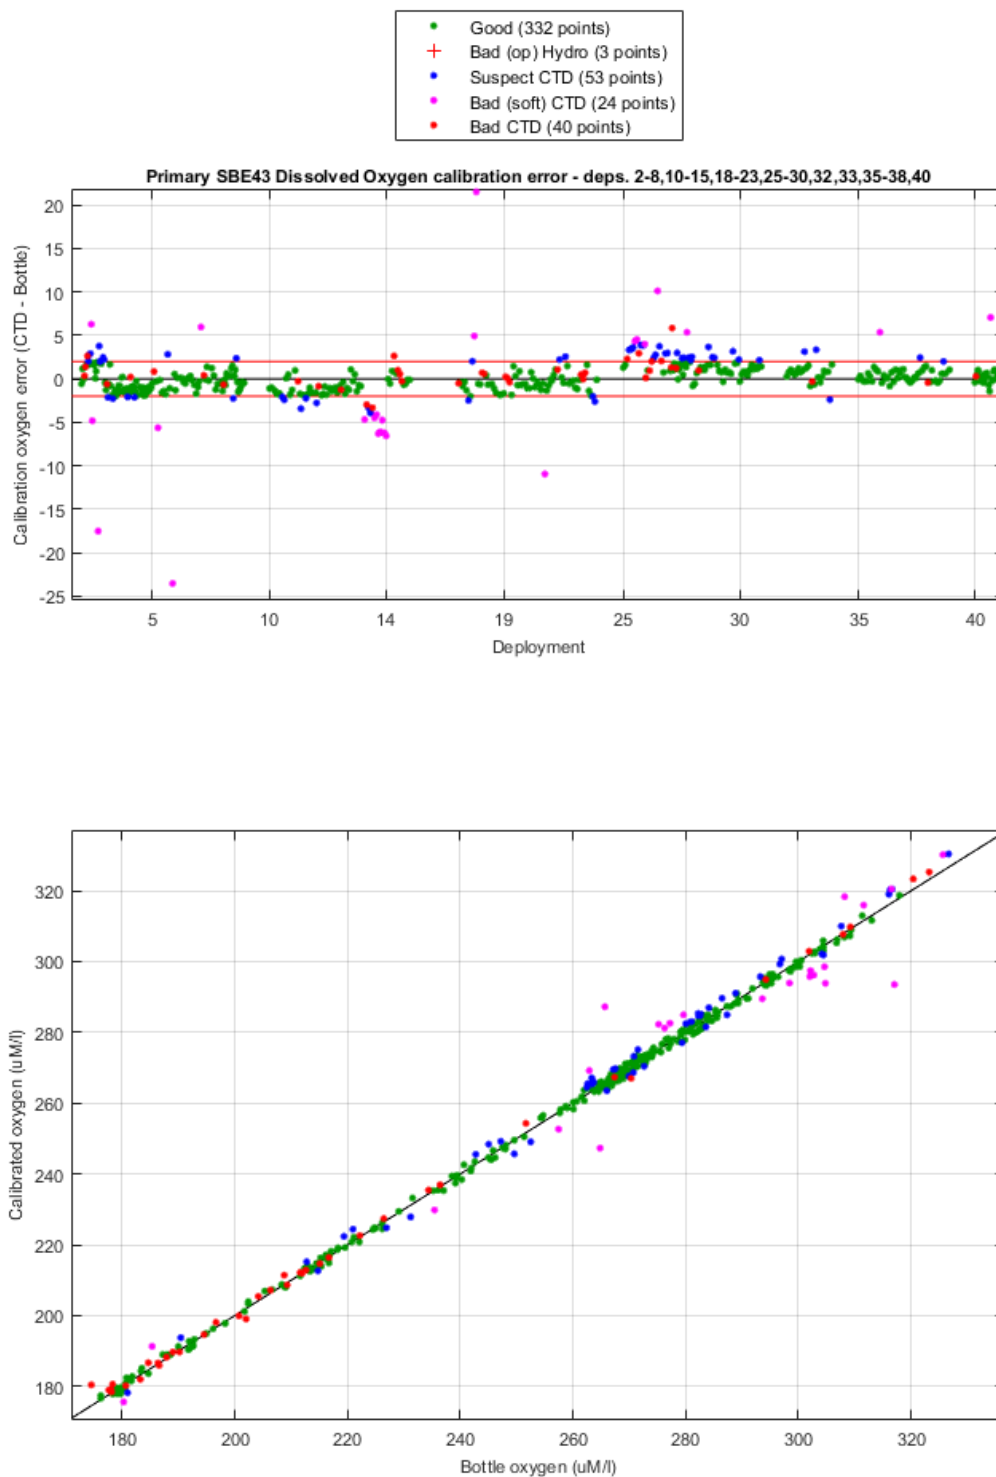 Good (332 points)
Bad (op) Hydro (3 points)
Suspect CTD (53 points)
Bad (soft) CTD (24 points)
Bad CTD (40 points)
Primary SBE43 Dissolved Oxygen calibration error - deps. 2-8,10-15,18-23,25-30,32,33,35-38,40
Calibration oxygen error (CTD - Bottle)
20
15
10
5
0
-5
-10
-15
-20
-25
5 10 14 19 25 30 35 40
Deployment
Calibrated oxygen (uM/l)
320
300
280
260
240
220
200
180
180 200 220 240 260 280 300 320
Bottle oxygen (uM/l)